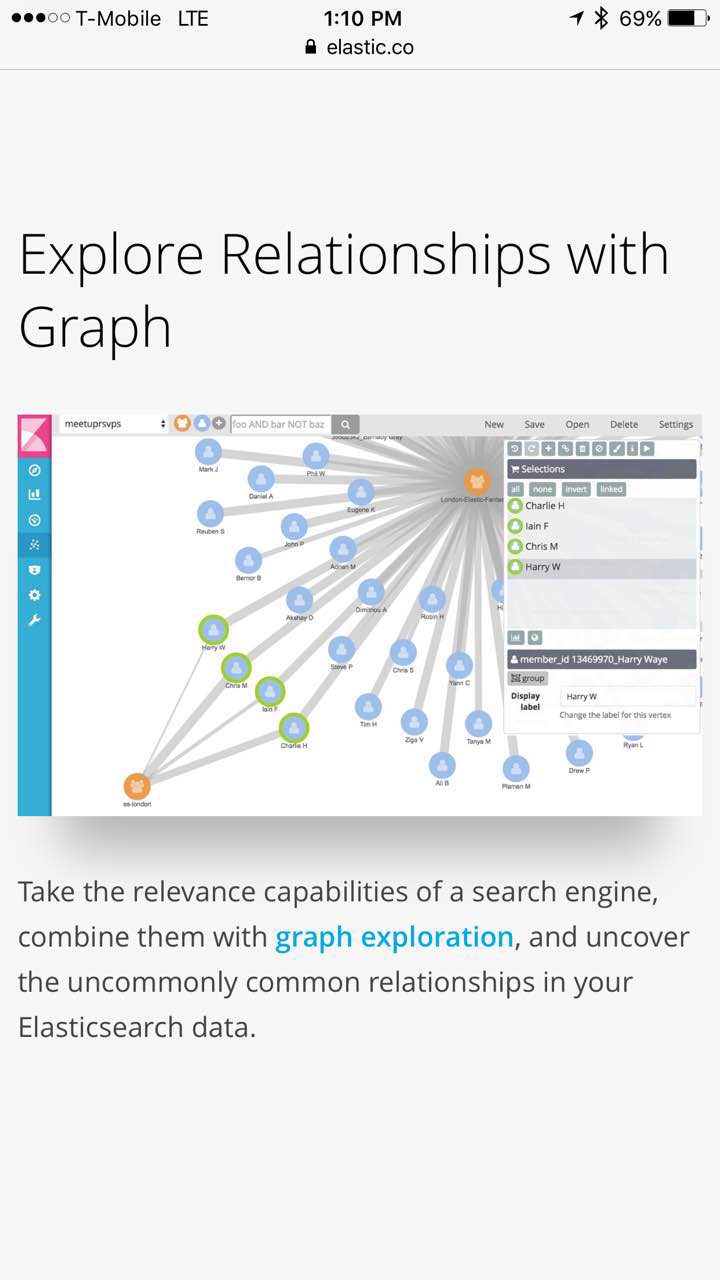 T-Mobile LTE 1:10 PM 69%
elastic.co
Explore Relationships with
Graph
meetuprsvps foo AND bar NOT baz New Save Open Delete Settings
Selections
all none invert linked
Charlie H
Iain F
Chris M
Harry W
member_id 13469970_Harry Waye
group
Display
label
Harry W
Change the label for this vertex
Mark J
Phil W
Daniel A
Eugene K
London-Elastic-Fantas
Reuben S
John P
Adnan M
Bernor B
Akshay D
Dimitriou A
Robin H
Hi
Harry W
Steve P
Chris S
Yann C
Chris M
Iain F
Tim H
Ziga V
Tanya M
Charlie H
Ryan L
Ali B
Plamen M
Drew P
es-london
Take the relevance capabilities of a search engine,
combine them with graph exploration, and uncover
the uncommonly common relationships in your
Elasticsearch data.